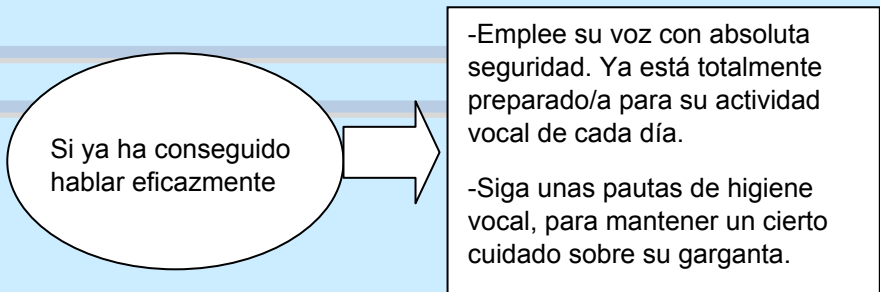 Si ya ha conseguido
hablar eficazmente
-Emplee su voz con absoluta
seguridad. Ya está totalmente
preparado/a para su actividad
vocal de cada día.
-Siga unas pautas de higiene
vocal, para mantener un cierto
cuidado sobre su garganta.